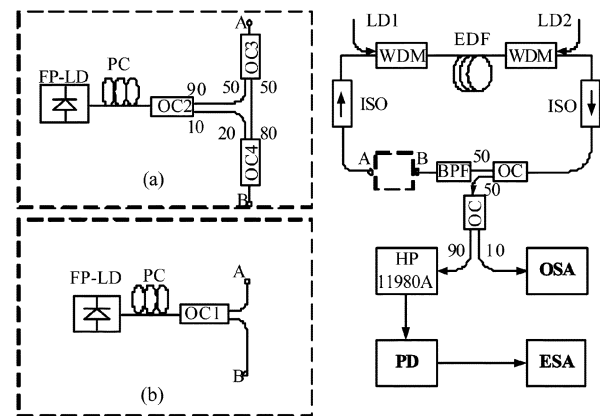 A
OC3
PC
FP-LD
90
50
50
OC2
10
20
80
OC4
(a)
B
A
FP-LD
PC
OC1
B
(b)
LD1
LD2
EDF
WDM
WDM
ISO
ISO
A
B
50
BPF
OC
50
OC
90
10
HP
11980A
OSA
PD
ESA